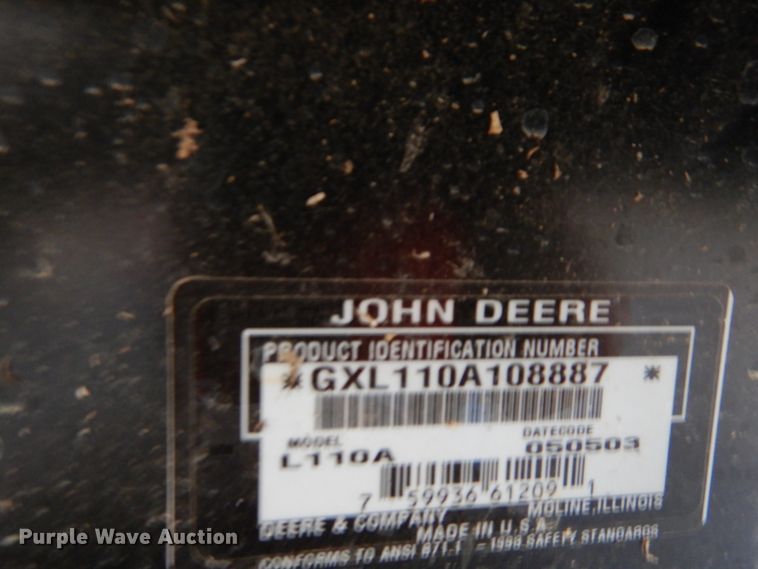 JOHN DEERE
PRODUCT IDENTIFICATION NUMBER
*GXL110A108887 *
MODEL DATECODE
L110A 050503
7 59936 61209 1
DEERE & COMPANY MOLINE, ILLINOIS
MADE IN U.S.A.
CONFORMS TO ANSI B71.1 - 1998 SAFETY STANDARDS
Purple Wave Auction